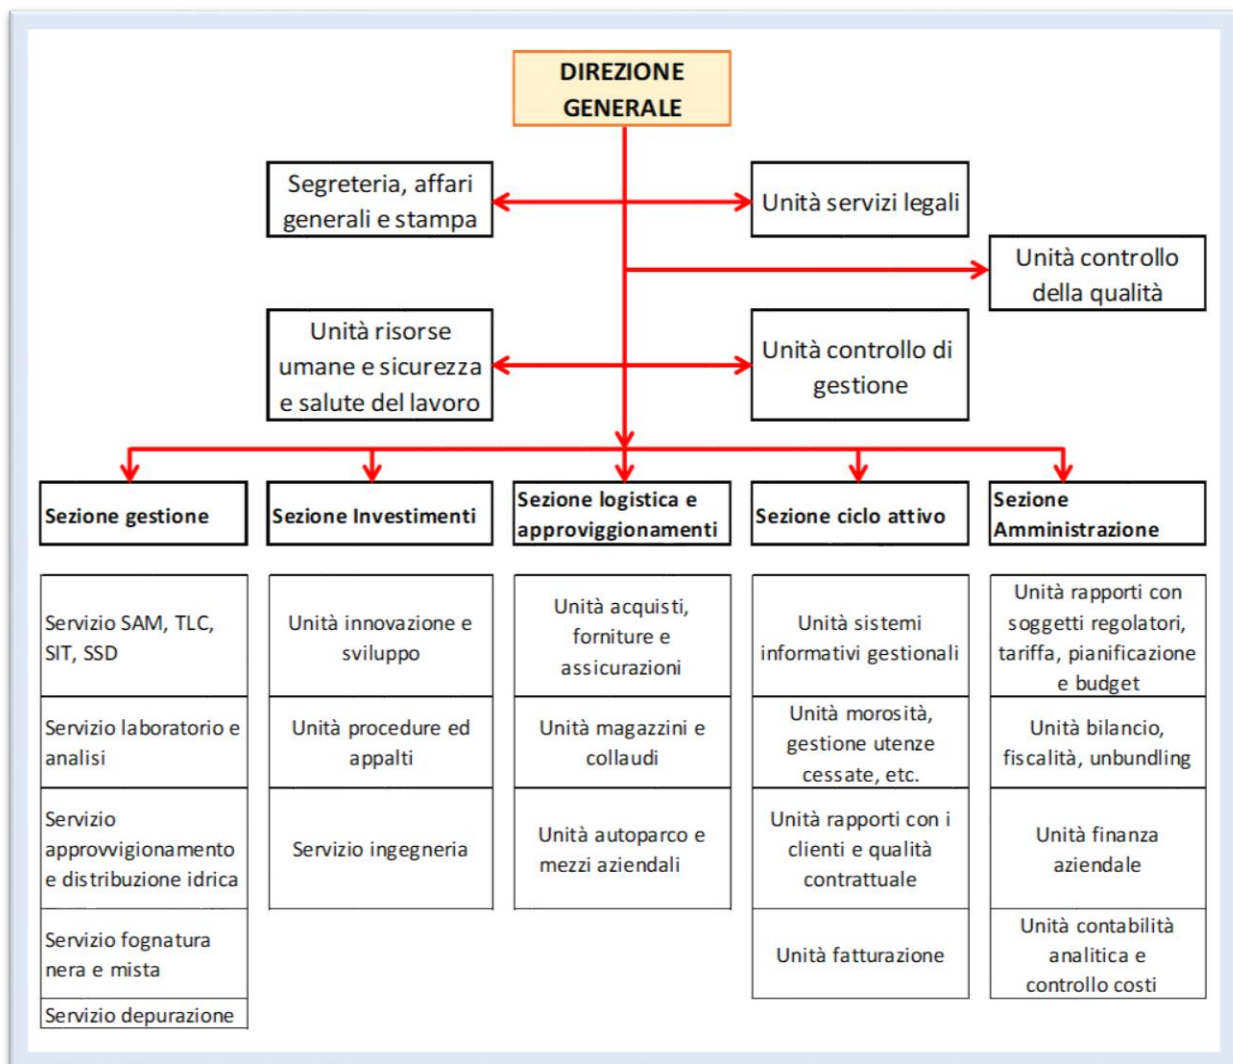 DIREZIONE
GENERALE
Segreteria, affari
generali e stampa
Unità servizi legali
Unità controllo
della qualità
Unità risorse
umane e sicurezza
e salute del lavoro
Unità controllo di
gestione
Sezione gestione
Sezione Investimenti
Sezione logistica e
approviggionamenti
Sezione ciclo attivo
Sezione
Amministrazione
Servizio SAM, TLC,
SIT, SSD
Servizio laboratorio e
analisi
Servizio
approvvigionamento
e distribuzione idrica
Servizio fognatura
nera e mista
Servizio depurazione
Unità innovazione e
sviluppo
Unità procedure ed
appalti
Servizio ingegneria
Unità acquisti,
forniture e
assicurazioni
Unità magazzini e
collaudi
Unità autoparco e
mezzi aziendali
Unità sistemi
informativi gestionali
Unità morosità,
gestione utenze
cessate, etc.
Unità rapporti con i
clienti e qualità
contrattuale
Unità fatturazione
Unità rapporti con
soggetti regolatori,
tariffa, pianificazione
e budget
Unità bilancio,
fiscalità, unbundling
Unità finanza
aziendale
Unità contabilità
analitica e
controllo costi